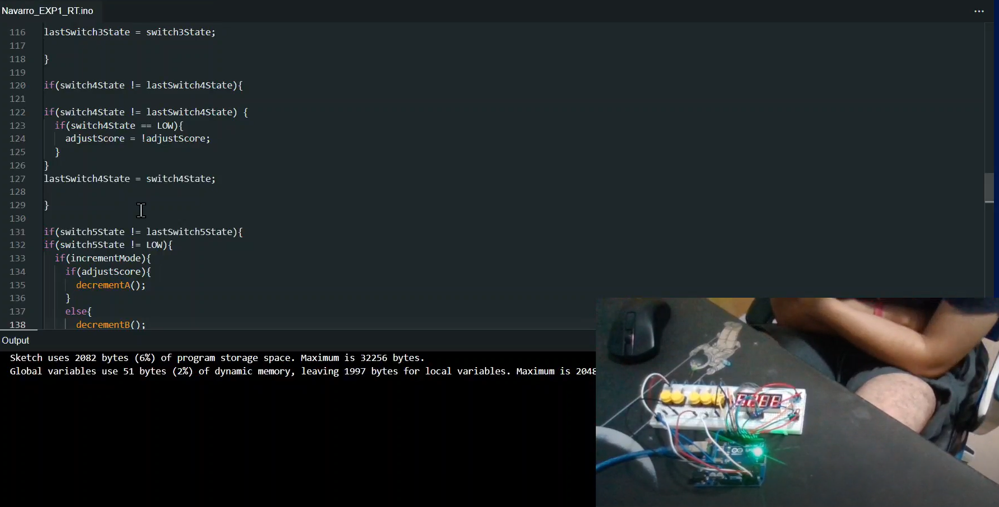 Navarro_EXP1_RT.ino
116 lastSwitch3State = switch3State;
117
118 }
119
120 if(switch4State != lastSwitch4State){
121
122 if(switch4State != lastSwitch4State) {
123 if(switch4State == LOW){
124 adjustScore = !adjustScore;
125 }
126 }
127 lastSwitch4State = switch4State;
128
129 }
130
131 if(switch5State != lastSwitch5State){
132 if(switch5State != LOW){
133 if(incrementMode){
134 if(adjustScore){
135 decrementA();
136 }
137 else{
138 decrementB();
Output
Sketch uses 2082 bytes (6%) of program storage space. Maximum is 32256 bytes.
Global variables use 51 bytes (2%) of dynamic memory, leaving 1997 bytes for local variables. Maximum is 2048